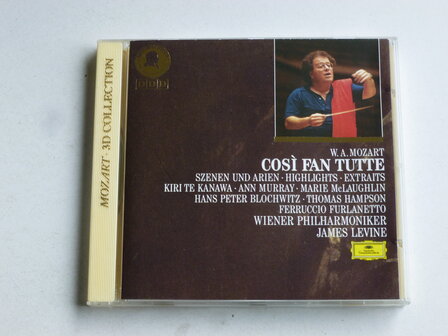 MOZART · 3D COLLECTION
DDD
W. A. MOZART
COSÌ FAN TUTTE
SZENEN UND ARIEN · HIGHLIGHTS · EXTRAITS
KIRI TE KANAWA · ANN MURRAY · MARIE McLAUGHLIN
HANS PETER BLOCHWITZ · THOMAS HAMPSON
FERRUCCIO FURLANETTO
WIENER PHILHARMONIKER
JAMES LEVINE